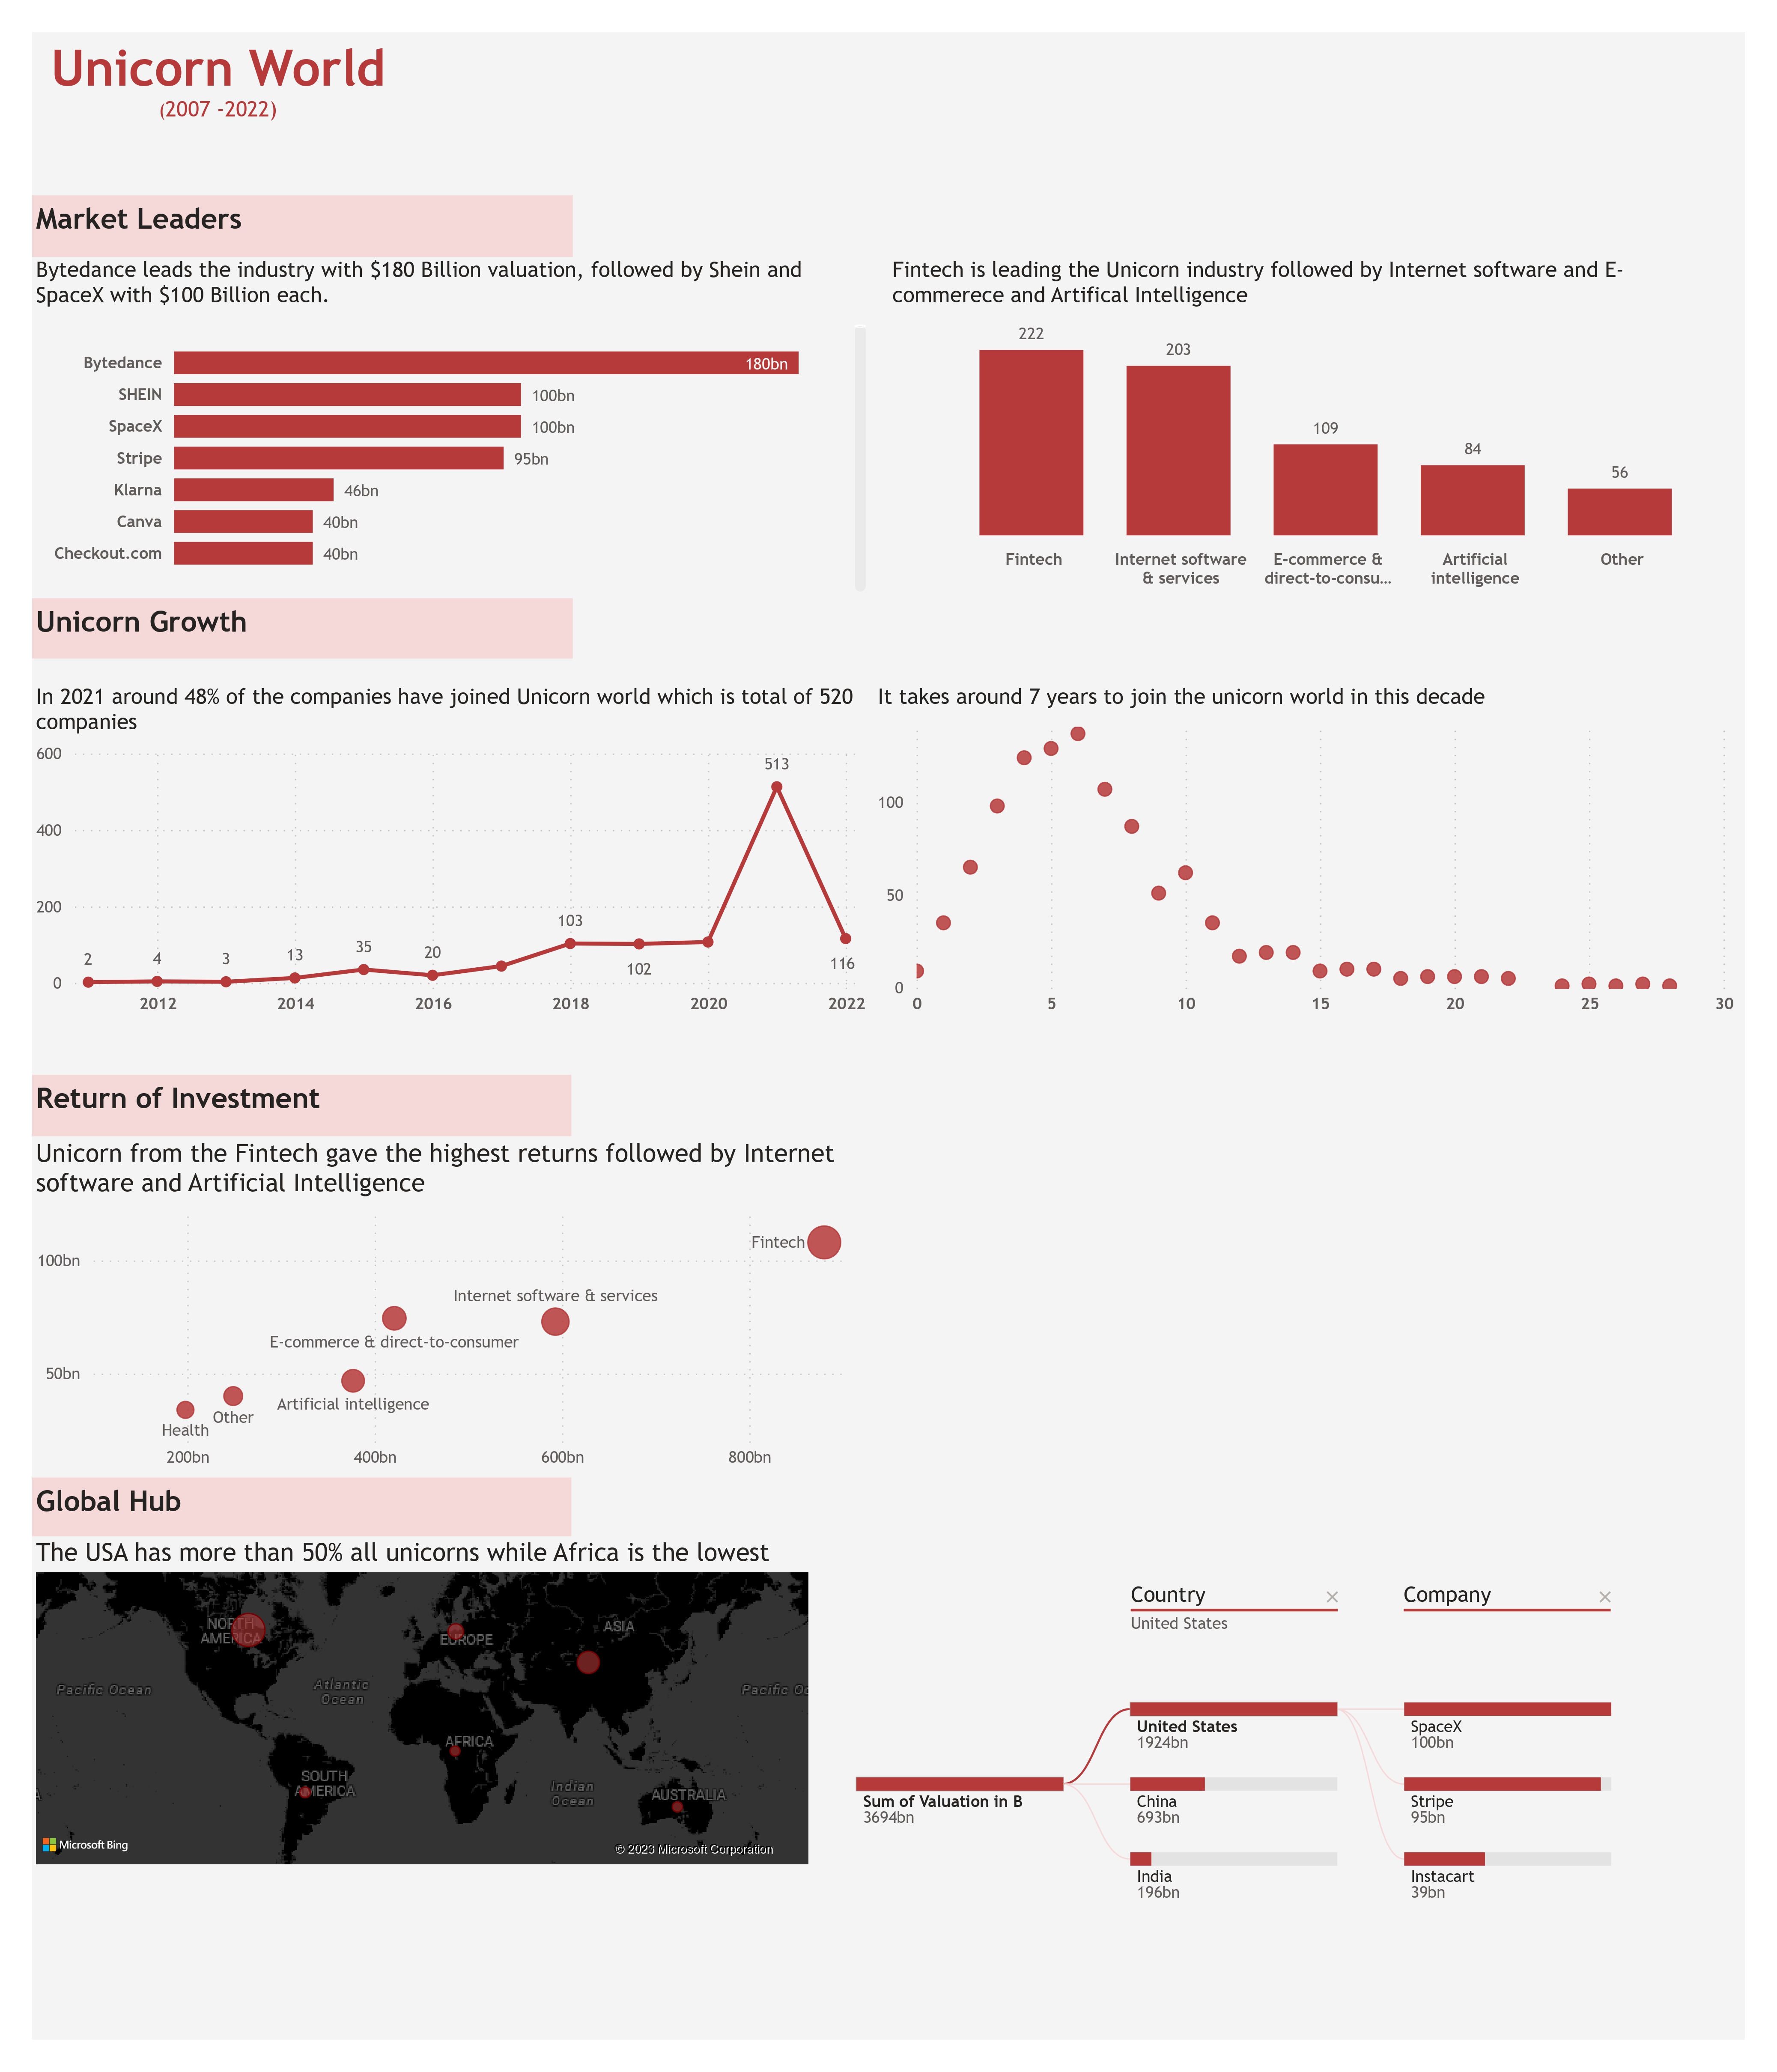 Unicorn World
(2007 -2022)
Market Leaders
Bytedance leads the industry with $180 Billion valuation, followed by Shein and
SpaceX with $100 Billion each.
Bytedance
180bn
SHEIN
100bn
SpaceX
100bn
Stripe
95bn
Klarna
46bn
Canva
40bn
Checkout.com
40bn
Fintech is leading the Unicorn industry followed by Internet software and E-
commerece and Artifical Intelligence
222
203
109
84
56
Fintech
Internet software
& services
E-commerce &
direct-to-consu...
Artificial
intelligence
Other
Unicorn Growth
In 2021 around 48% of the companies have joined Unicorn world which is total of 520
companies
600
400
200
0
2
4
3
13
35
20
103
102
513
116
2012
2014
2016
2018
2020
2022
It takes around 7 years to join the unicorn world in this decade
100
50
0
0
5
10
15
20
25
30
Return of Investment
Unicorn from the Fintech gave the highest returns followed by Internet
software and Artificial Intelligence
100bn
50bn
Fintech
Internet software & services
E-commerce & direct-to-consumer
Artificial intelligence
Other
Health
200bn
400bn
600bn
800bn
Global Hub
The USA has more than 50% all unicorns while Africa is the lowest
NORTH
AMERICA
EUROPE
ASIA
Pacific Ocean
Atlantic
Ocean
Pacific Oc
AFRICA
SOUTH
AMERICA
Indian
Ocean
AUSTRALIA
A
Microsoft Bing
© 2023 Microsoft Corporation
Country
×
United States
Company
×
Sum of Valuation in B
3694bn
United States
1924bn
China
693bn
India
196bn
SpaceX
100bn
Stripe
95bn
Instacart
39bn